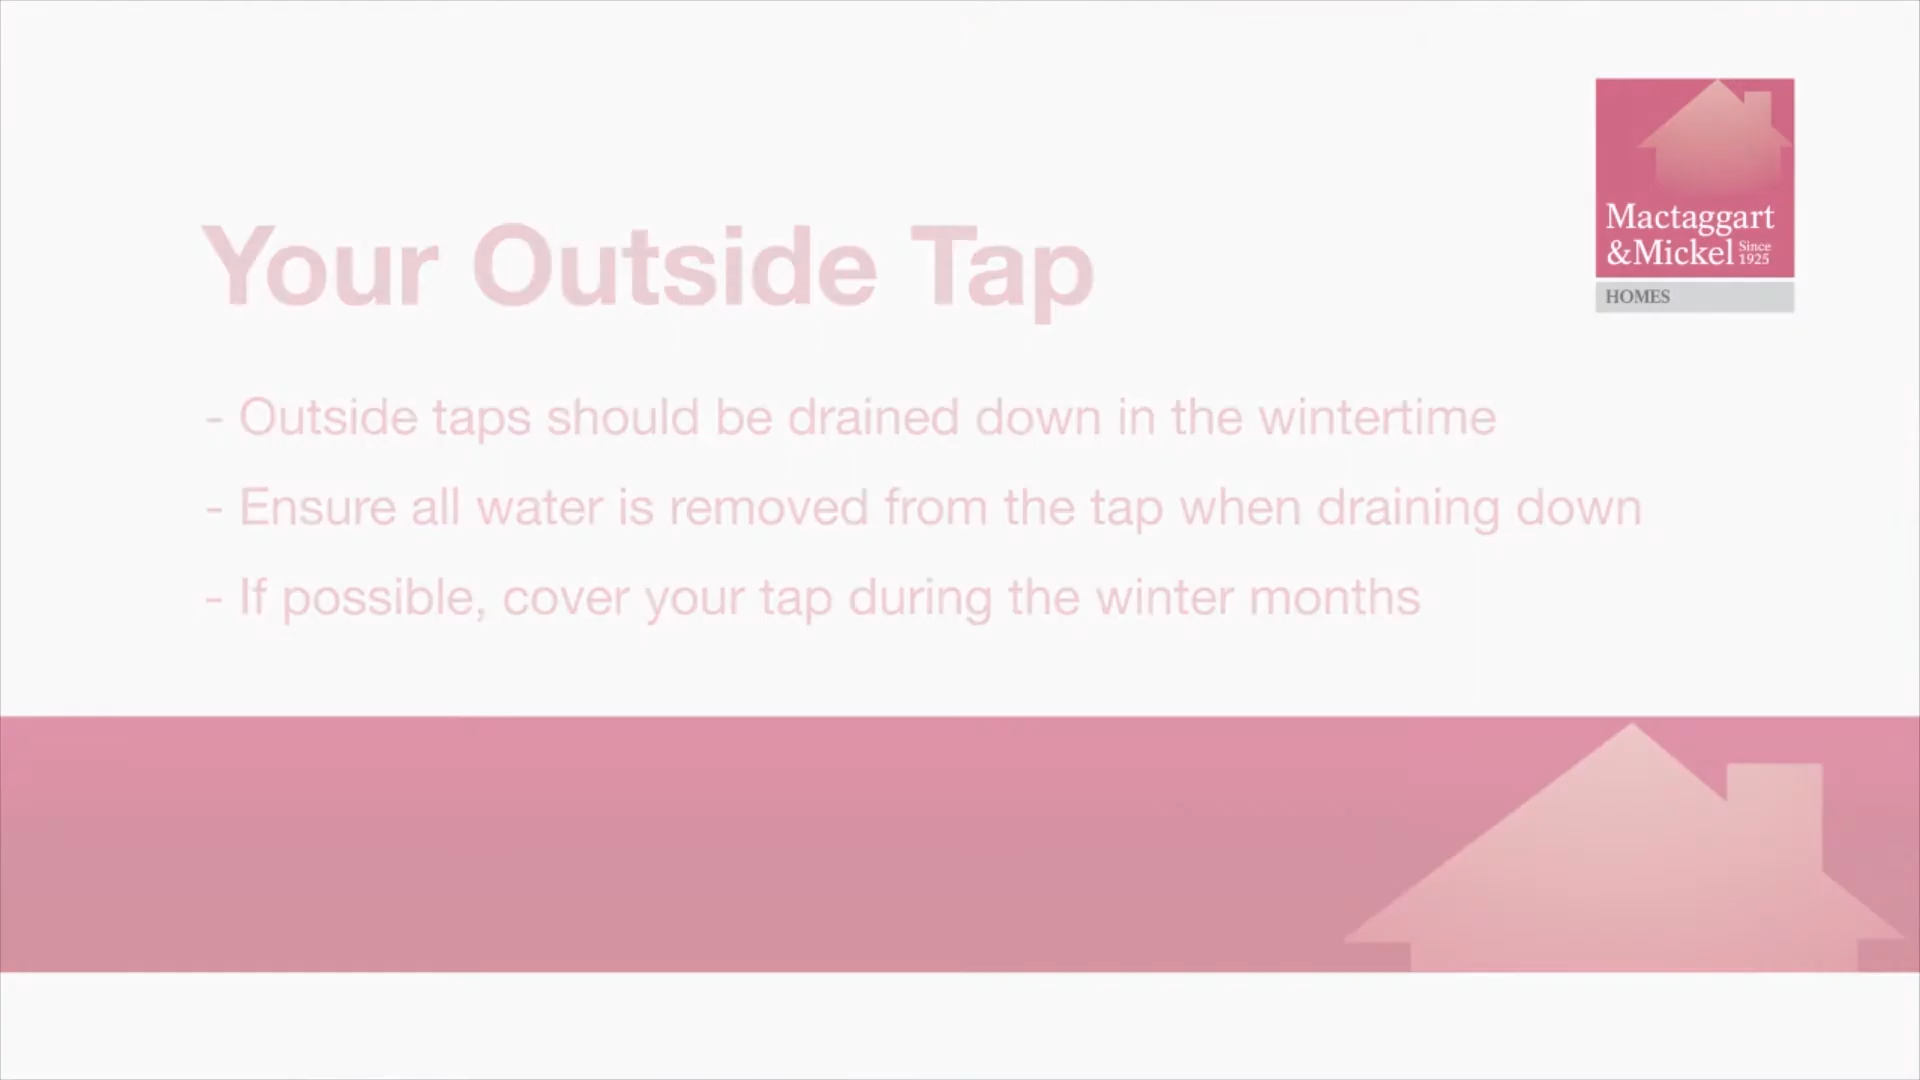 Mactaggart
&Mickel Since 1925
HOMES
Your Outside Tap
- Outside taps should be drained down in the wintertime
- Ensure all water is removed from the tap when draining down
- If possible, cover your tap during the winter months